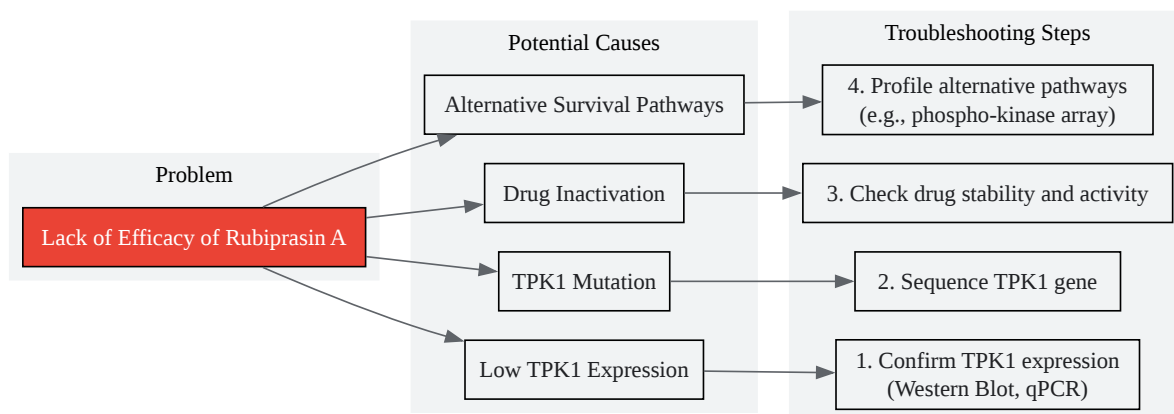 Problem
Lack of Efficacy of Rubiprasin A
Potential Causes
Alternative Survival Pathways
Drug Inactivation
TPK1 Mutation
Low TPK1 Expression
Troubleshooting Steps
4. Profile alternative pathways
(e.g., phospho-kinase array)
3. Check drug stability and activity
2. Sequence TPK1 gene
1. Confirm TPK1 expression
(Western Blot, qPCR)